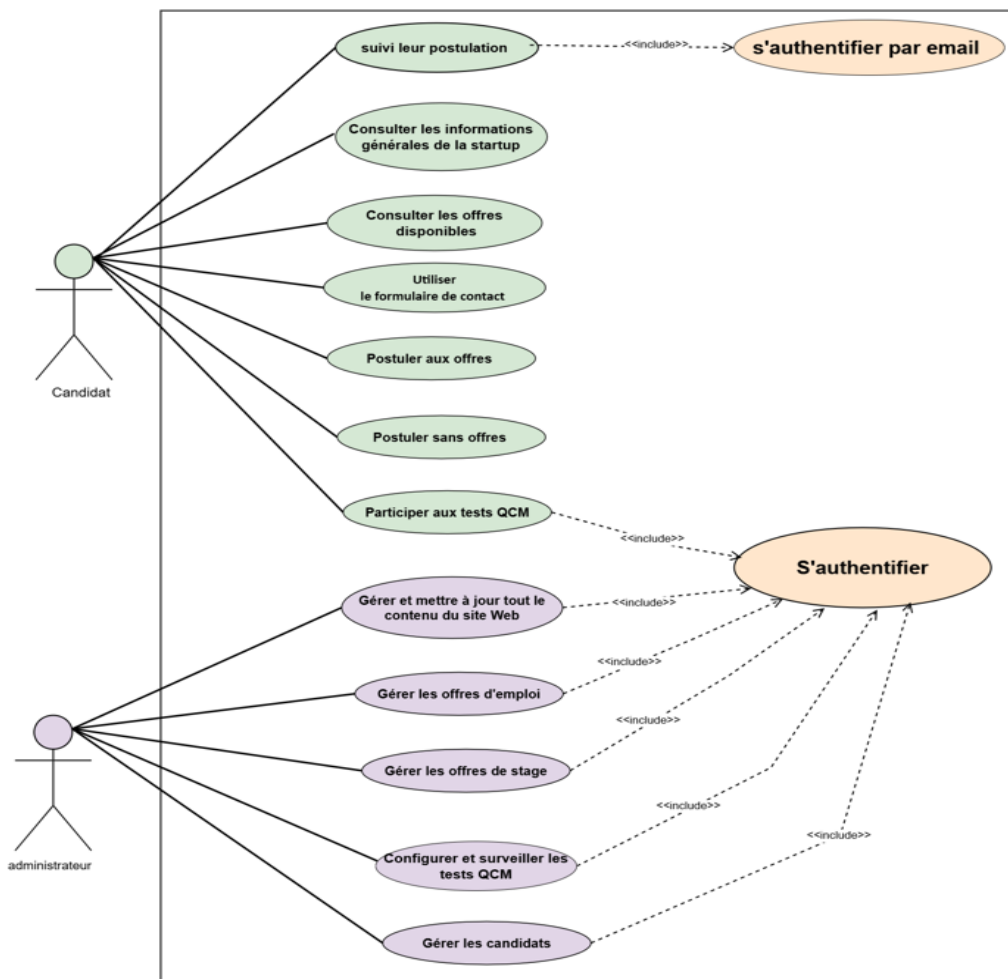 suivi leur postulation
<<include>>
s'authentifier par email
Consulter les informations
générales de la startup
Consulter les offres
disponibles
Utiliser
le formulaire de contact
Candidat
Postuler aux offres
Postuler sans offres
Participer aux tests QCM
<<include>>
S'authentifier
Gérer et mettre à jour tout le
contenu du site Web
<<include>>
Gérer les offres d'emploi
<<include>>
Gérer les offres de stage
<<include>>
administrateur
Configurer et surveiller les
tests QCM
<<include>>
Gérer les candidats
<<include>>